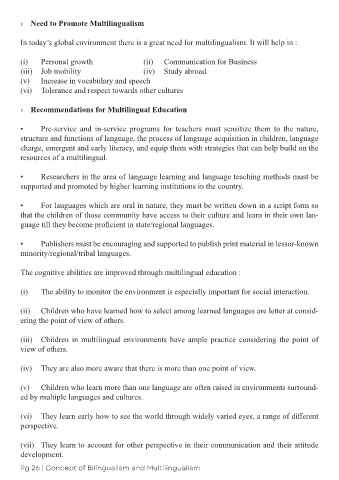 › Need to Promote Multilingualism
In today's global environment there is a great need for multilingualism. It will help in :
(i) Personal growth (ii) Communication for Business
(iii) Job mobility (iv) Study abroad
(v) Increase in vocabulary and speech
(vi) Tolerance and respect towards other cultures
› Recommendations for Multilingual Education
• Pre-service and in-service programs for teachers must sensitize them to the nature,
structure and functions of language, the process of language acquisition in children, language
charge, emergent and early literacy, and equip them with strategies that can help build on the
resources of a multilingual.
• Researchers in the area of language learning and language teaching methods must be
supported and promoted by higher learning institutions in the country.
• For languages which are oral in nature, they must be written down in a script form so
that the children of those community have access to their culture and learn in their own lan-
guage till they become proficient in state/regional languages.
• Publishers must be encouraging and supported to publish print material in lessor-known
minority/regional/tribal languages.
The cognitive abilities are improved through multilingual education :
(i) The ability to monitor the environment is especially important for social interaction.
(ii) Children who have learned how to select among learned languages are letter at consid-
ering the point of view of others.
(iii) Children in multilingual environments have ample practice considering the point of
view of others.
(iv) They are also more aware that there is more than one point of view.
(v) Children who learn more than one language are often raised in environments surround-
ed by multiple languages and cultures.
(vi) They learn early how to see the world through widely varied eyes, a range of different
perspective.
(vii) They learn to account for other perspective in their communication and their attitude
development.
Pg 26 | Concept of Bilingualism and Multilingualism